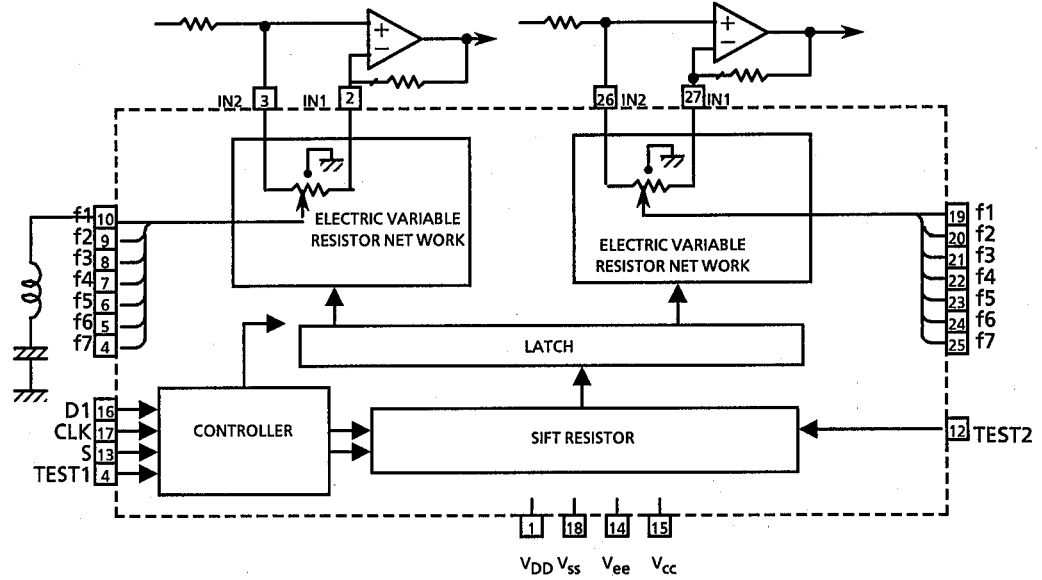 +
−
+
−
IN2 3 IN1 2
26 IN2 27 IN1
ELECTRIC VARIABLE
RESISTOR NET WORK
ELECTRIC VARIABLE
RESISTOR NET WORK
f1 10
f2 9
f3 8
f4 7
f5 6
f6 5
f7 4
19 f1
20 f2
21 f3
22 f4
23 f5
24 f6
25 f7
LATCH
D1 16
CLK 17
S 13
TEST1 4
CONTROLLER
SIFT RESISTOR
12 TEST2
1 18 14 15
VDD Vss Vee Vcc